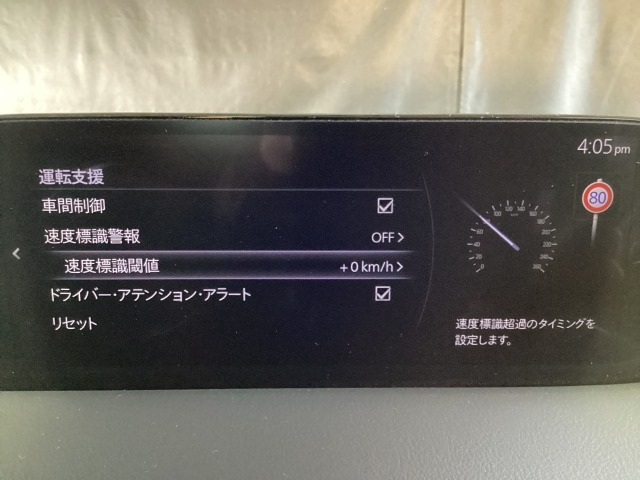 4:05 pm
運転支援
車間制御
速度標識警報 OFF
速度標識閾値 +0 km/h
ドライバー・アテンション・アラート
リセット
80
速度標識超過のタイミングを
設定します。